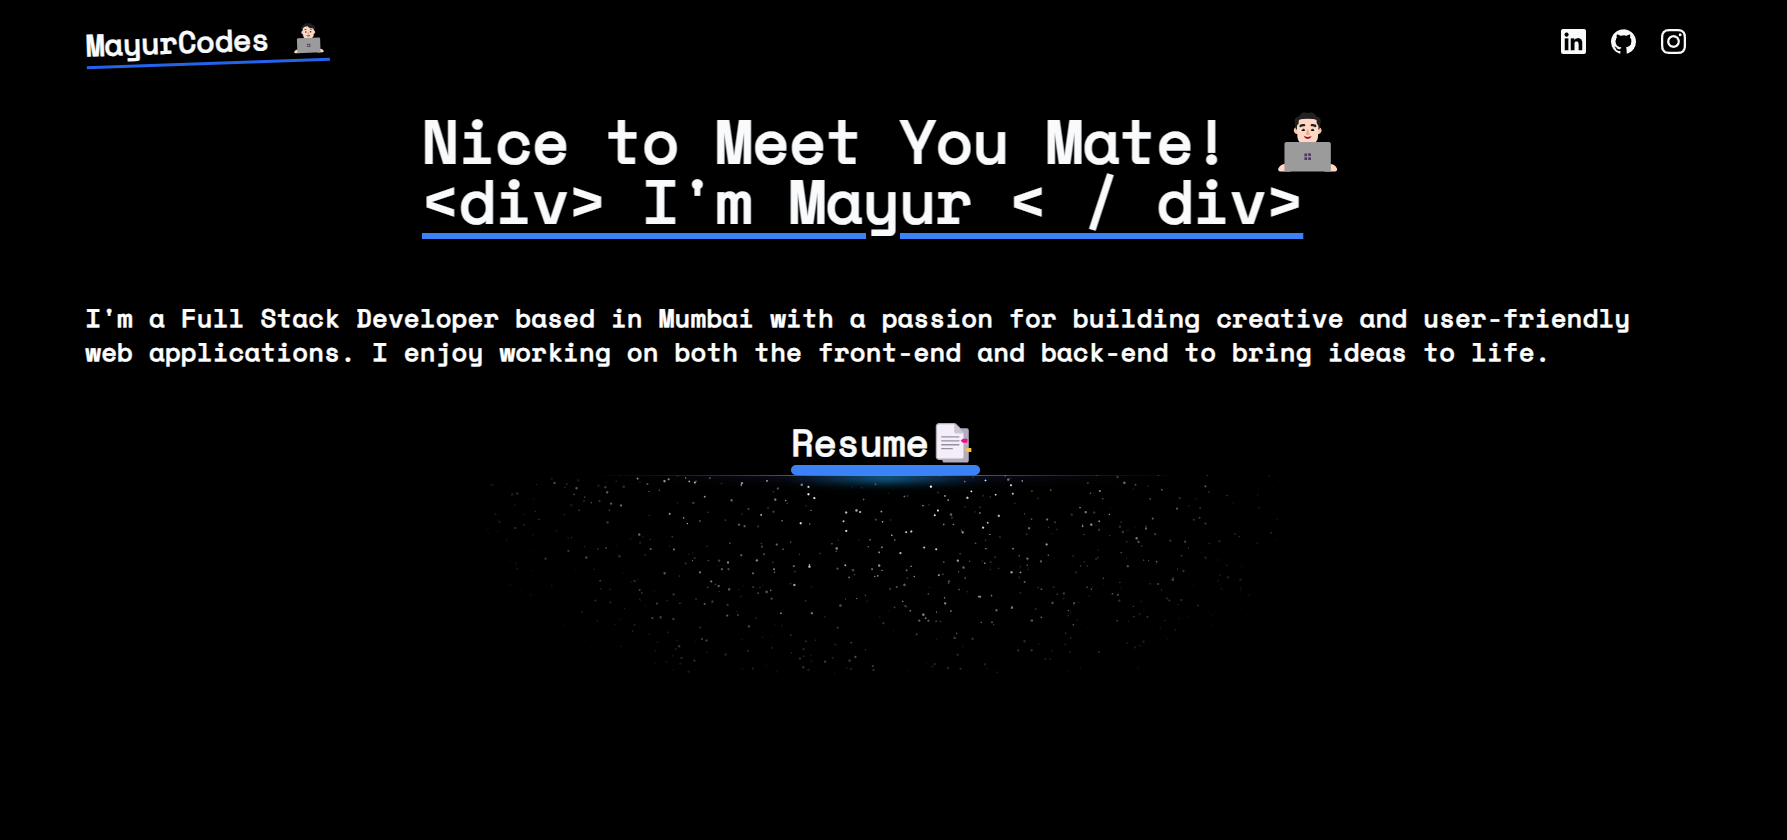 MayurCodes
Nice to Meet You Mate!
<div> I'm Mayur < / div>
I'm a Full Stack Developer based in Mumbai with a passion for building creative and user-friendly
web applications. I enjoy working on both the front-end and back-end to bring ideas to life.
Resume